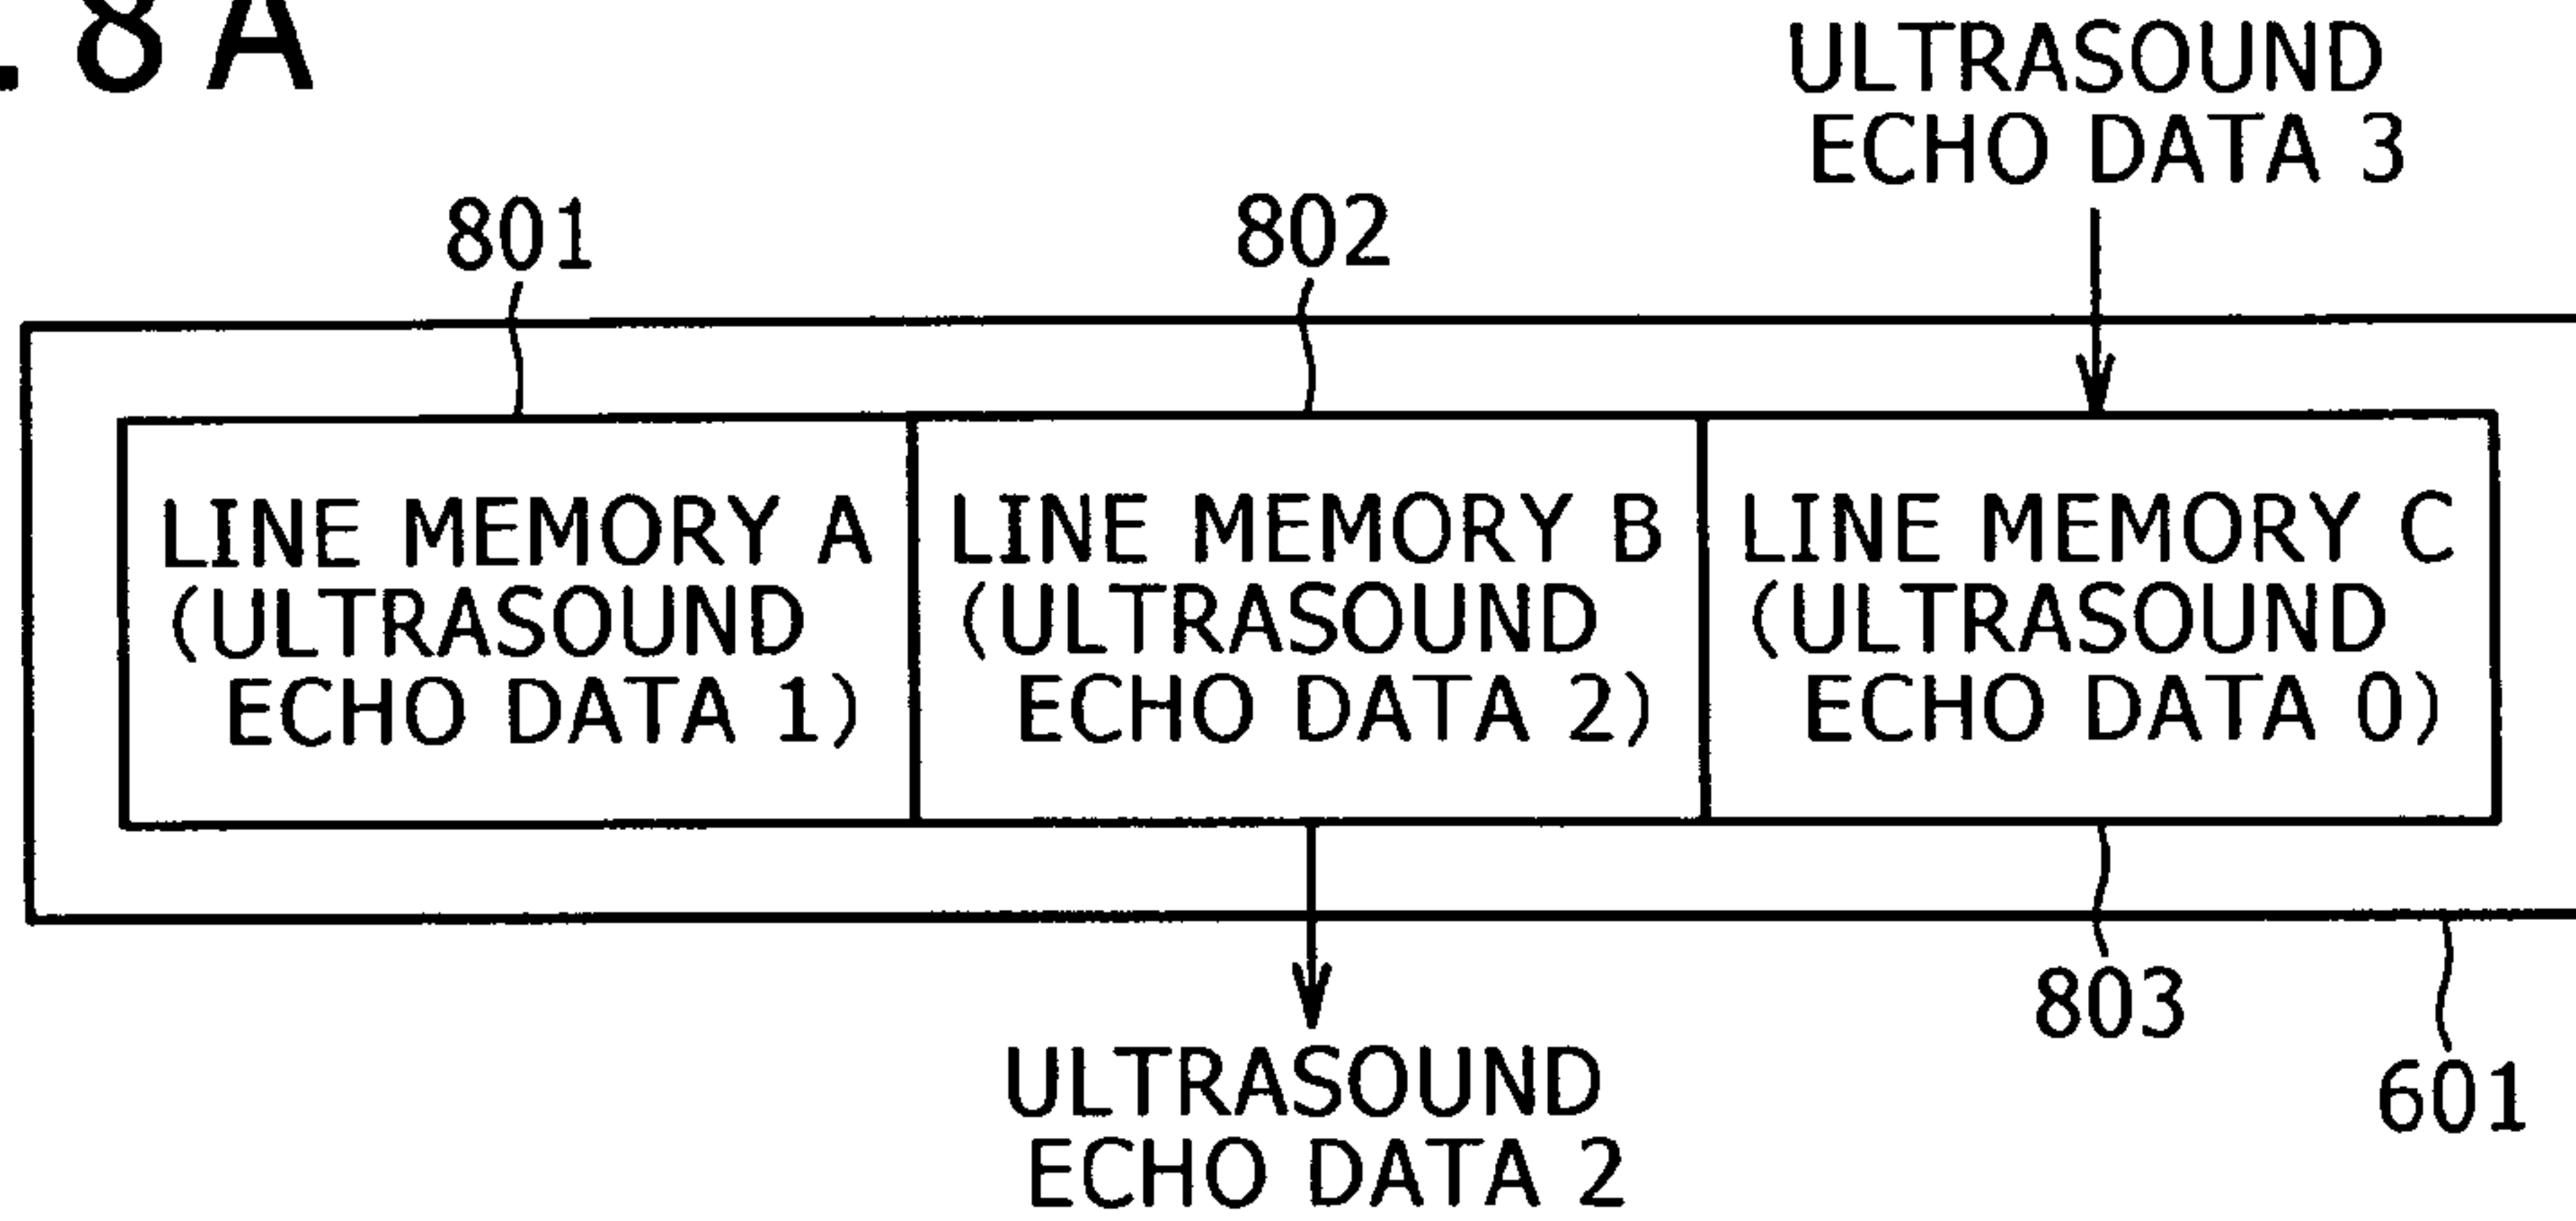 . 8 A
ULTRASOUND
ECHO DATA 3
801
802
LINE MEMORY A
(ULTRASOUND
ECHO DATA 1)
LINE MEMORY B
(ULTRASOUND
ECHO DATA 2)
LINE MEMORY C
(ULTRASOUND
ECHO DATA 0)
803
601
ULTRASOUND
ECHO DATA 2